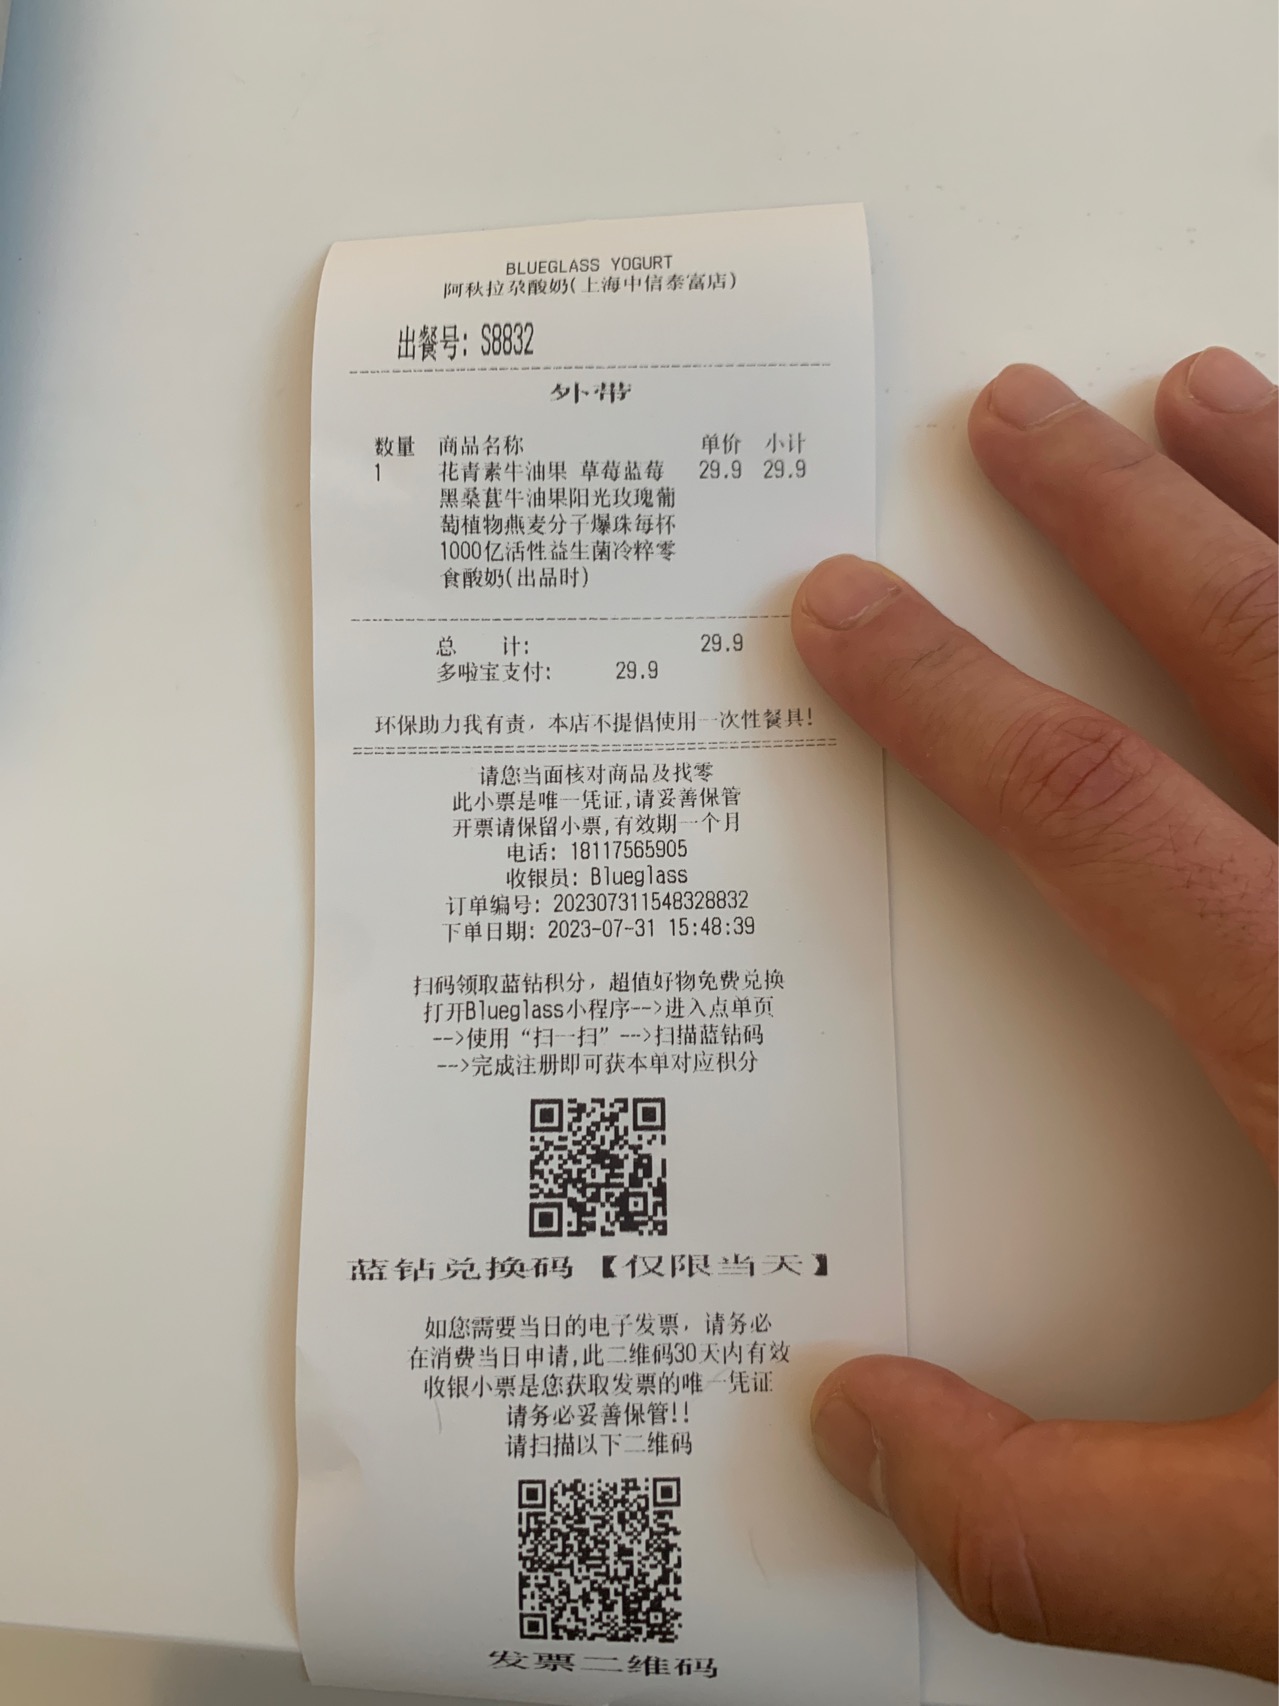 BLUEGLASS YOGURT
阿秋拉尕酸奶(上海中信泰富店)
出餐号: S8832
外带
数量 商品名称 单价 小计
1 花青素牛油果 草莓蓝莓 29.9 29.9
黑桑葚牛油果阳光玫瑰葡
萄植物燕麦分子爆珠每杯
1000亿活性益生菌冷粹零
食酸奶(出品时)
总 计: 29.9
多啦宝支付: 29.9
环保助力我有责，本店不提倡使用一次性餐具!
请您当面核对商品及找零
此小票是唯一凭证,请妥善保管
开票请保留小票,有效期一个月
电话: 18117565905
收银员: Blueglass
订单编号: 202307311548328832
下单日期: 2023-07-31 15:48:39
扫码领取蓝钻积分，超值好物免费兑换
打开Blueglass小程序-->进入点单页
-->使用“扫一扫”-->扫描蓝钻码
-->完成注册即可获本单对应积分
蓝钻兑换码【仅限当天】
如您需要当日的电子发票，请务必
在消费当日申请,此二维码30天内有效
收银小票是您获取发票的唯一凭证
请务必妥善保管!!
请扫描以下二维码
发票二维码